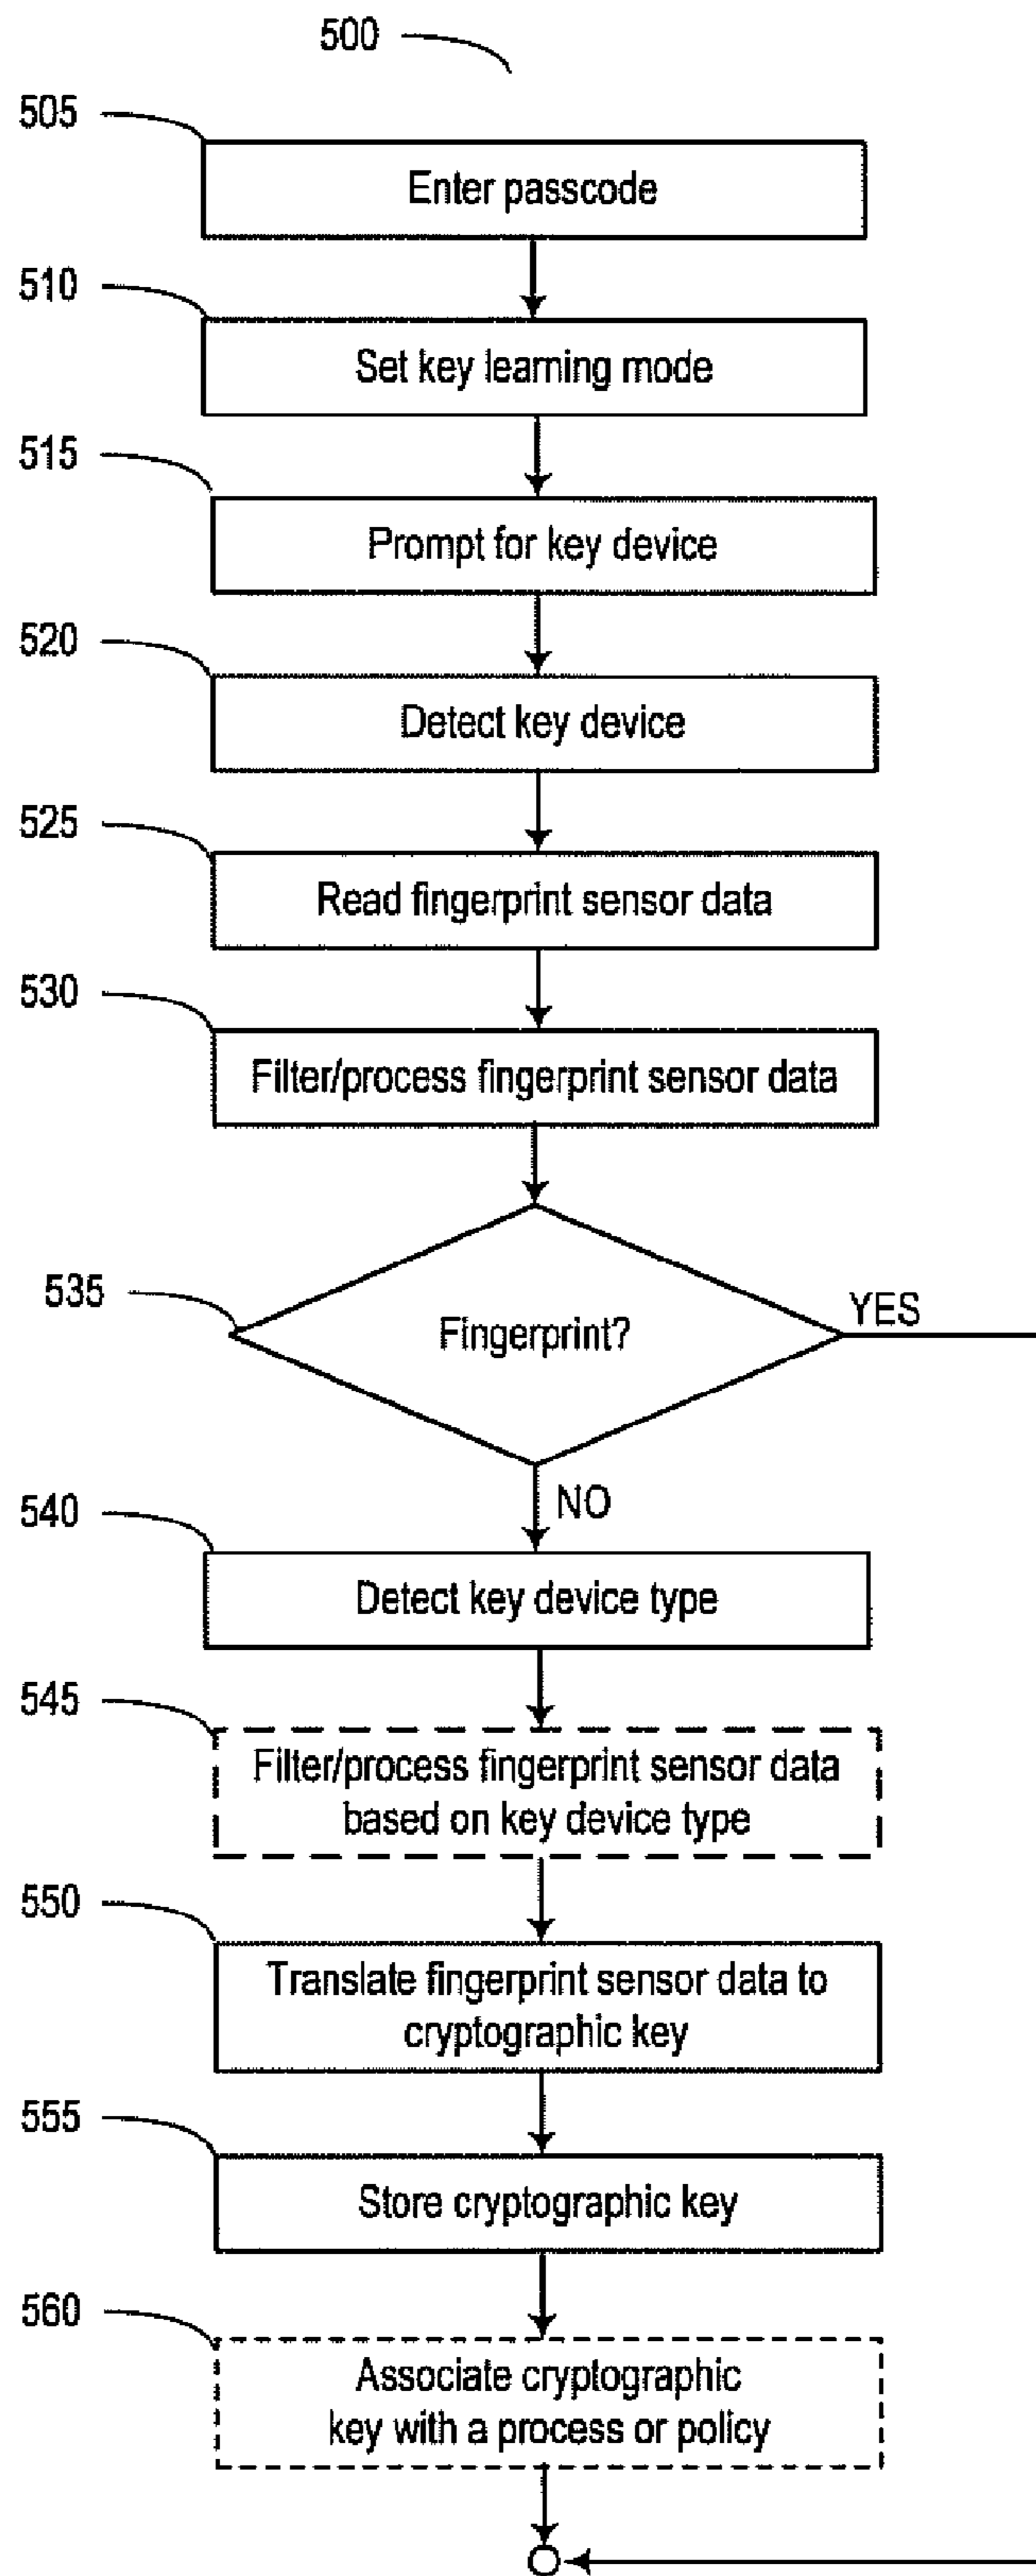 500
505
Enter passcode
510
Set key learning mode
515
Prompt for key device
520
Detect key device
525
Read fingerprint sensor data
530
Filter/process fingerprint sensor data
535
Fingerprint?
YES
NO
540
Detect key device type
545
Filter/process fingerprint sensor data
based on key device type
550
Translate fingerprint sensor data to
cryptographic key
555
Store cryptographic key
560
Associate cryptographic
key with a process or policy